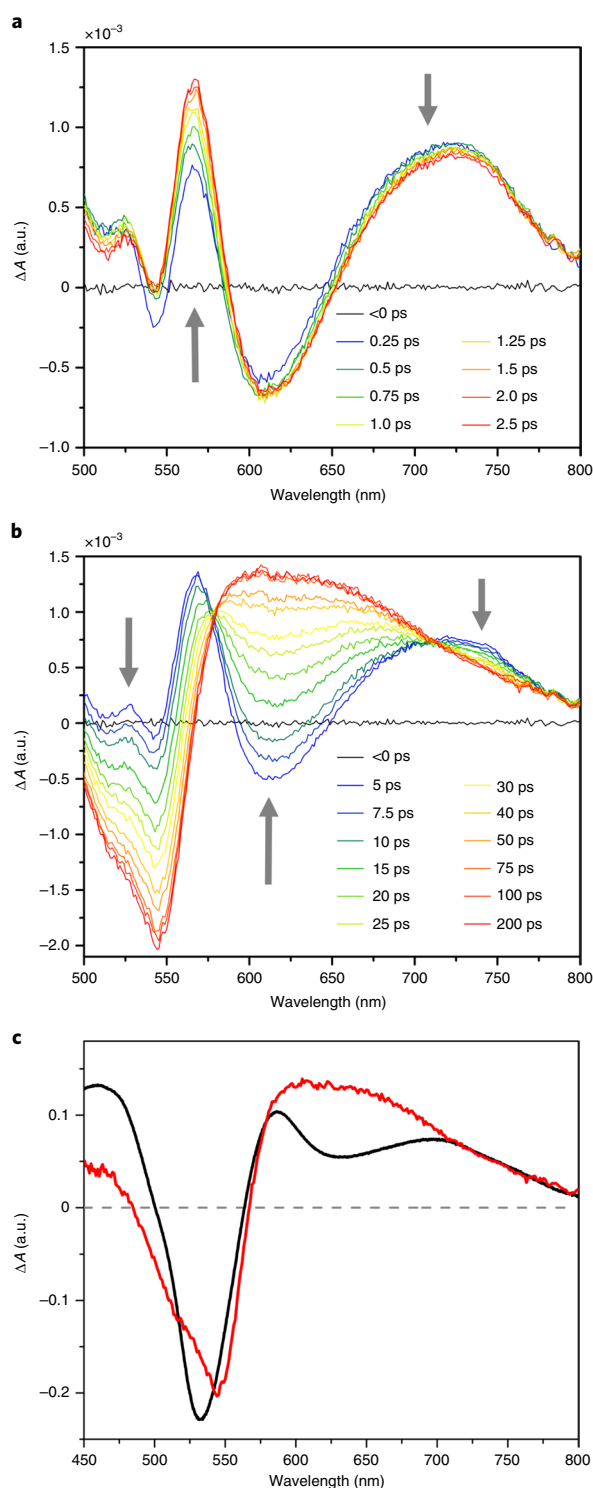 a
×10⁻³
1.5
1.0
0.5
0
−0.5
−1.0
ΔA (a.u.)
<0 ps
0.25 ps
0.5 ps
0.75 ps
1.0 ps
1.25 ps
1.5 ps
2.0 ps
2.5 ps
500 550 600 650 700 750 800
Wavelength (nm)
b
×10⁻³
1.5
1.0
0.5
0
−0.5
−1.0
−1.5
−2.0
ΔA (a.u.)
<0 ps
5 ps
7.5 ps
10 ps
15 ps
20 ps
25 ps
30 ps
40 ps
50 ps
75 ps
100 ps
200 ps
500 550 600 650 700 750 800
Wavelength (nm)
c
0.1
0
−0.1
−0.2
ΔA (a.u.)
450 500 550 600 650 700 750 800
Wavelength (nm)